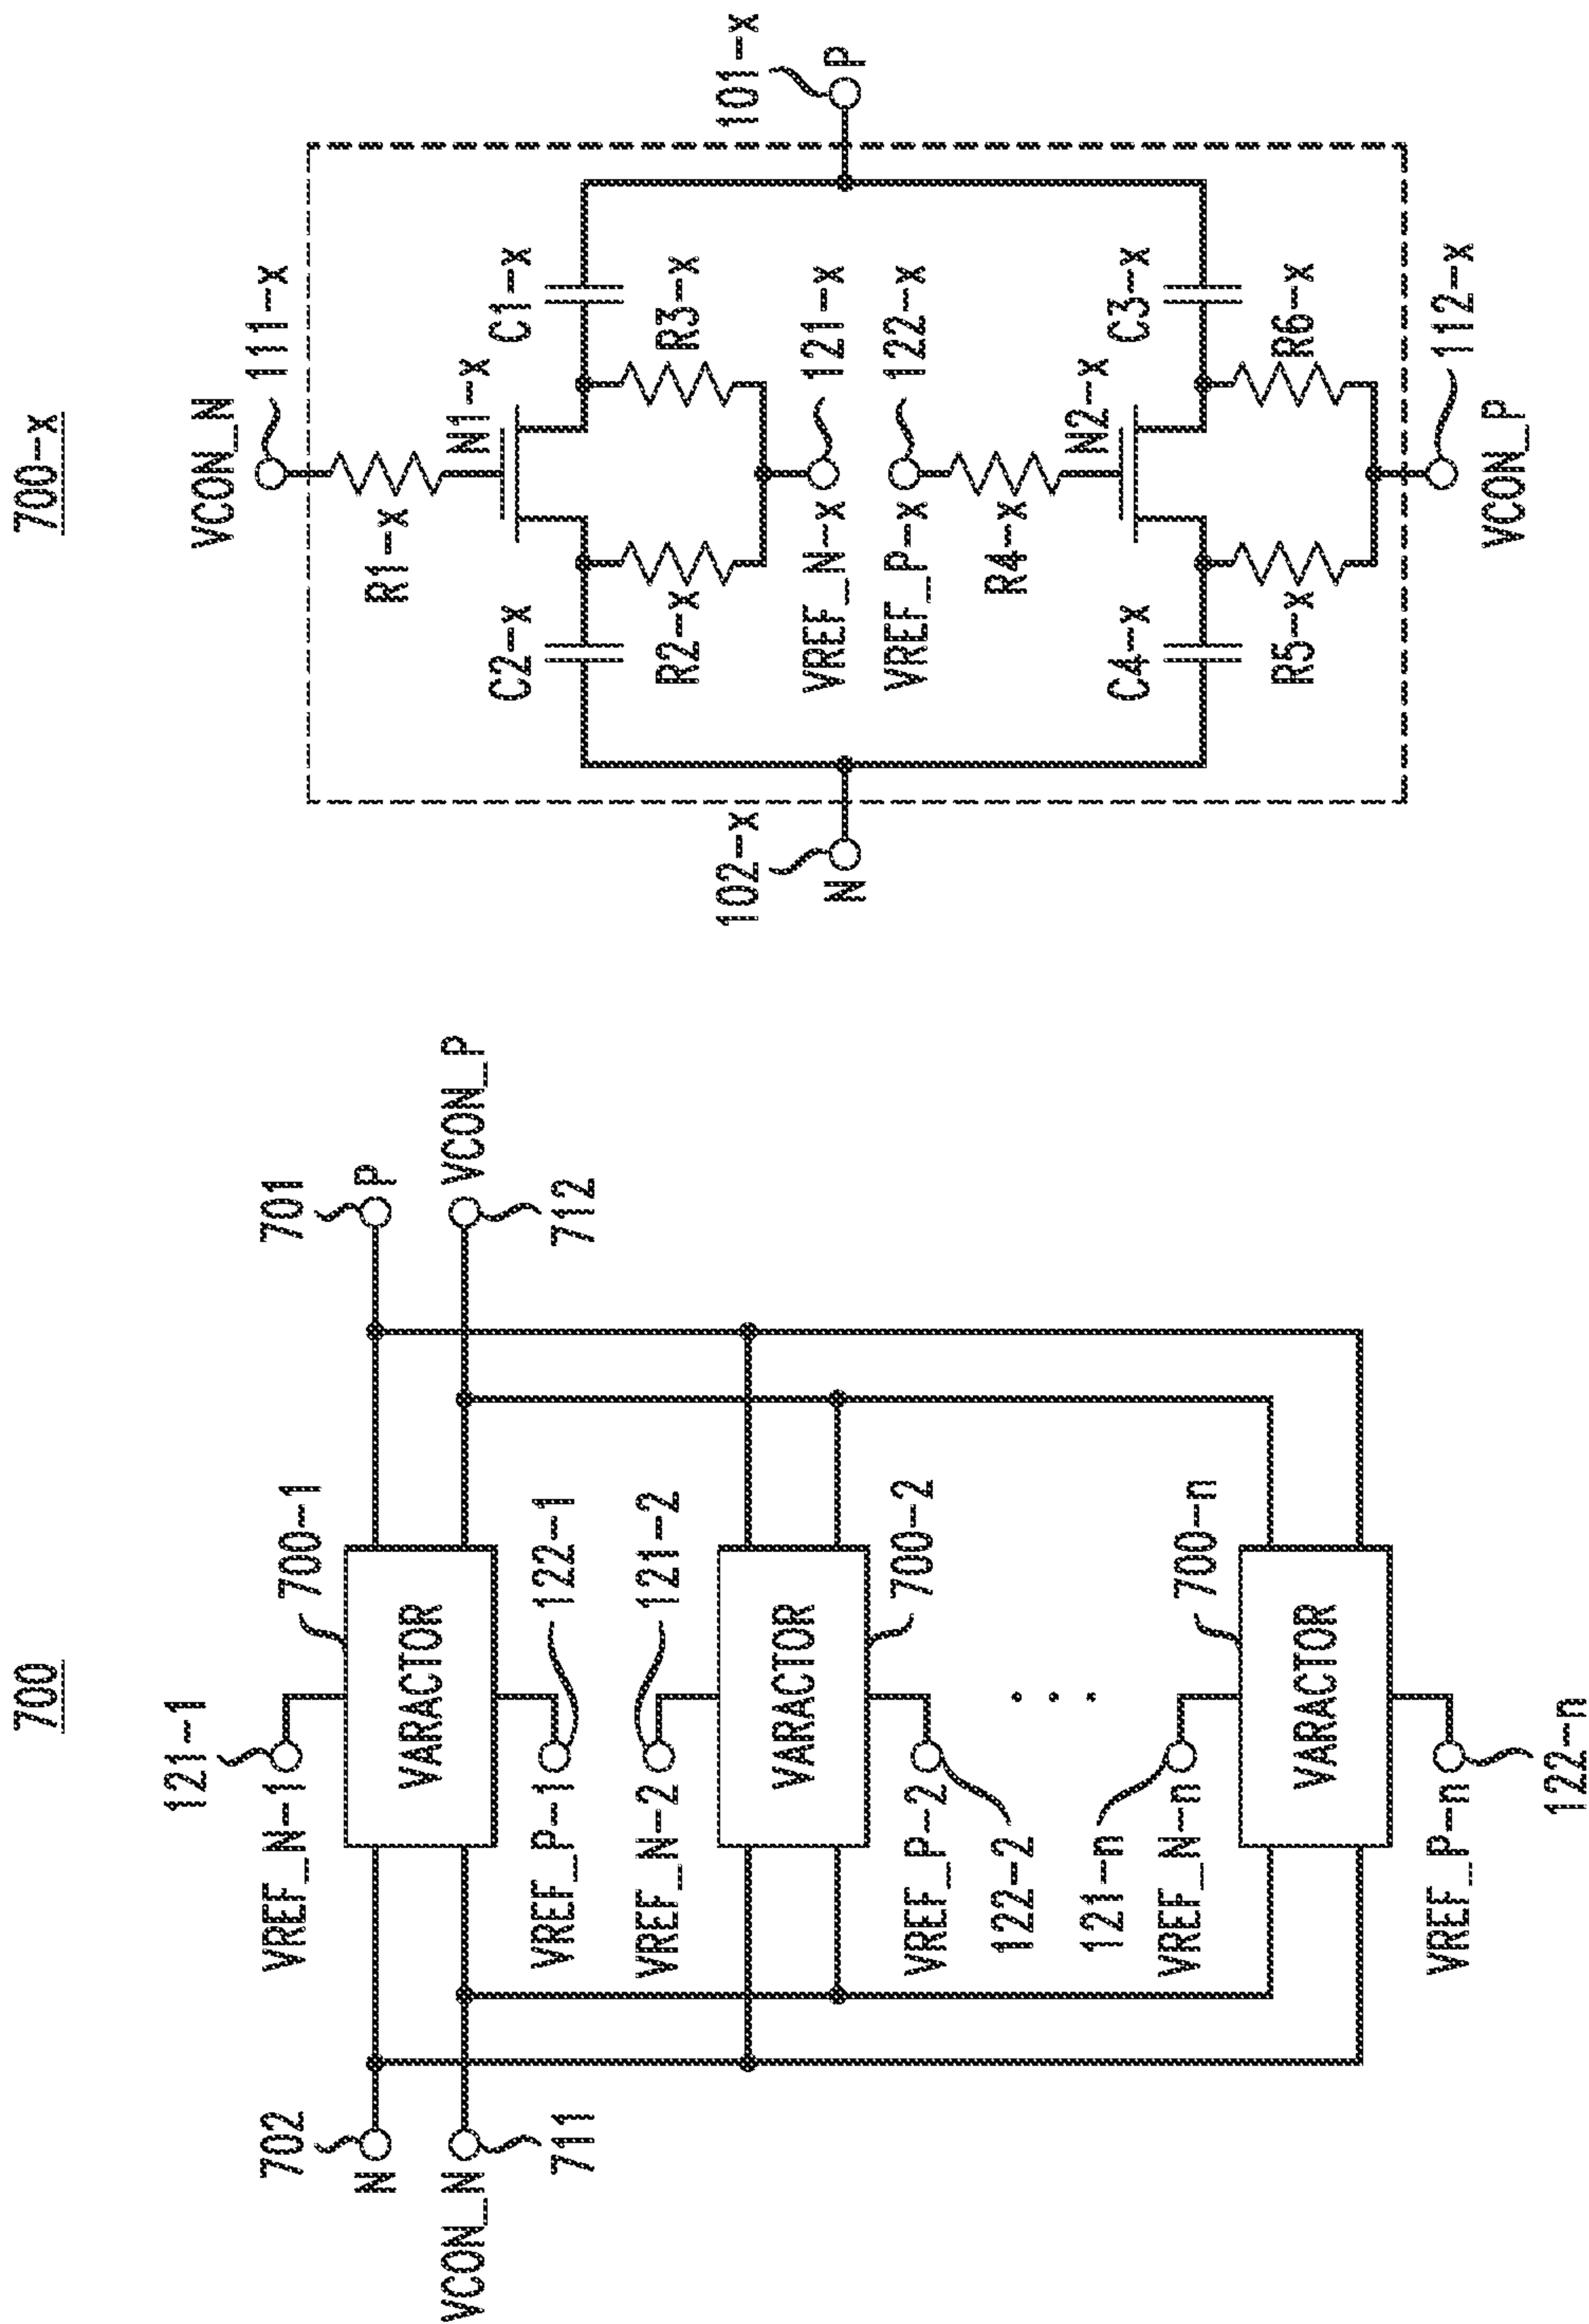 700
121-1
VREF_N-1
700-1
VARACTOR
702
N
701
P
VCON_N
711
VCON_P
712
VREF_P-1
122-1
VREF_N-2
121-2
VARACTOR
700-2
VREF_P-2
122-2
. . .
121-n
VREF_N-n
700-n
VARACTOR
VREF_P-n
122-n
700-x
VCON_N
111-x
R1-x
N1-x
C2-x
C1-x
R2-x
R3-x
102-x
N
101-x
P
VREF_N-x
121-x
VREF_P-x
122-x
R4-x
N2-x
C4-x
C3-x
R5-x
R6-x
112-x
VCON_P